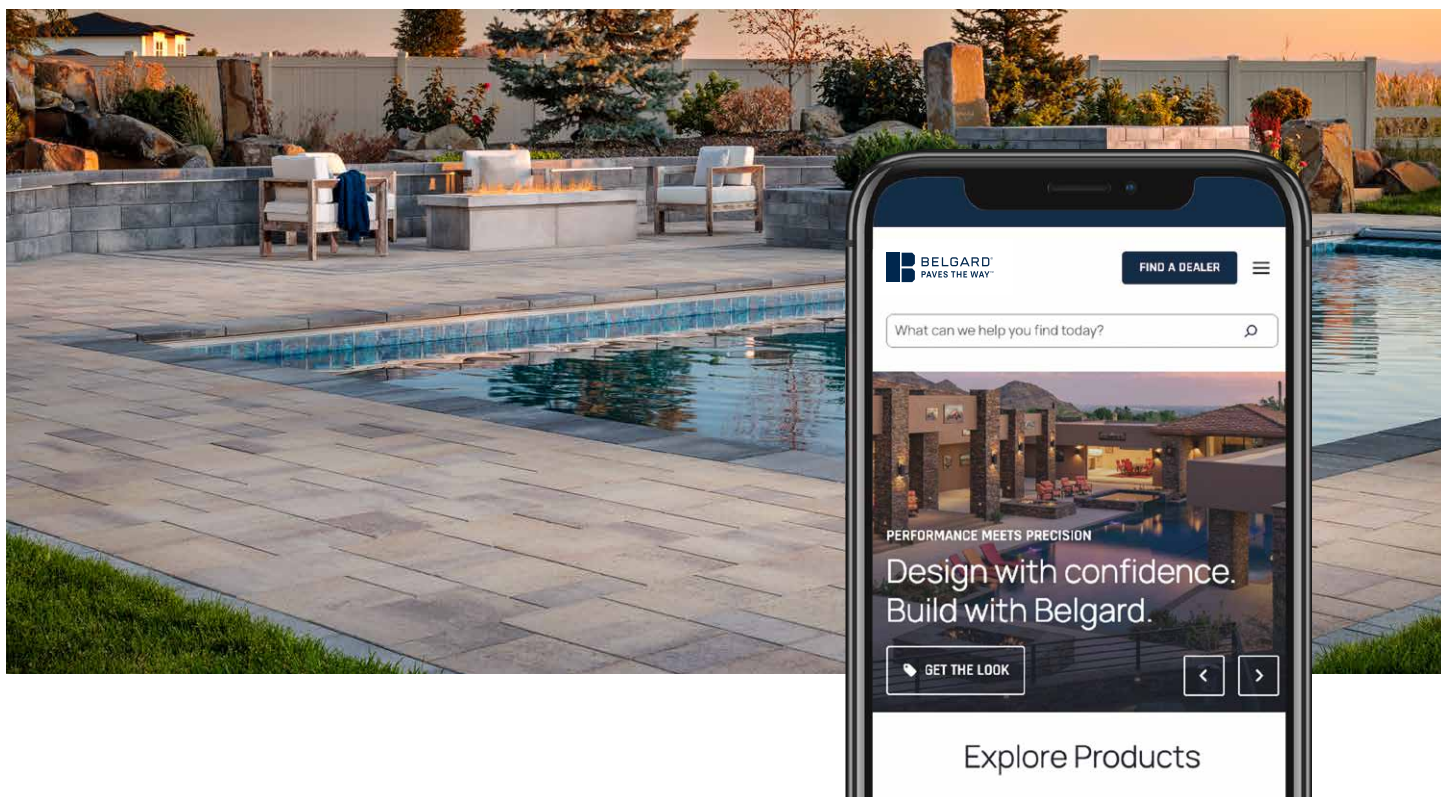 BELGARD®
PAVES THE WAY™
FIND A DEALER
What can we help you find today?
PERFORMANCE MEETS PRECISION
Design with confidence.
Build with Belgard.
GET THE LOOK
Explore Products